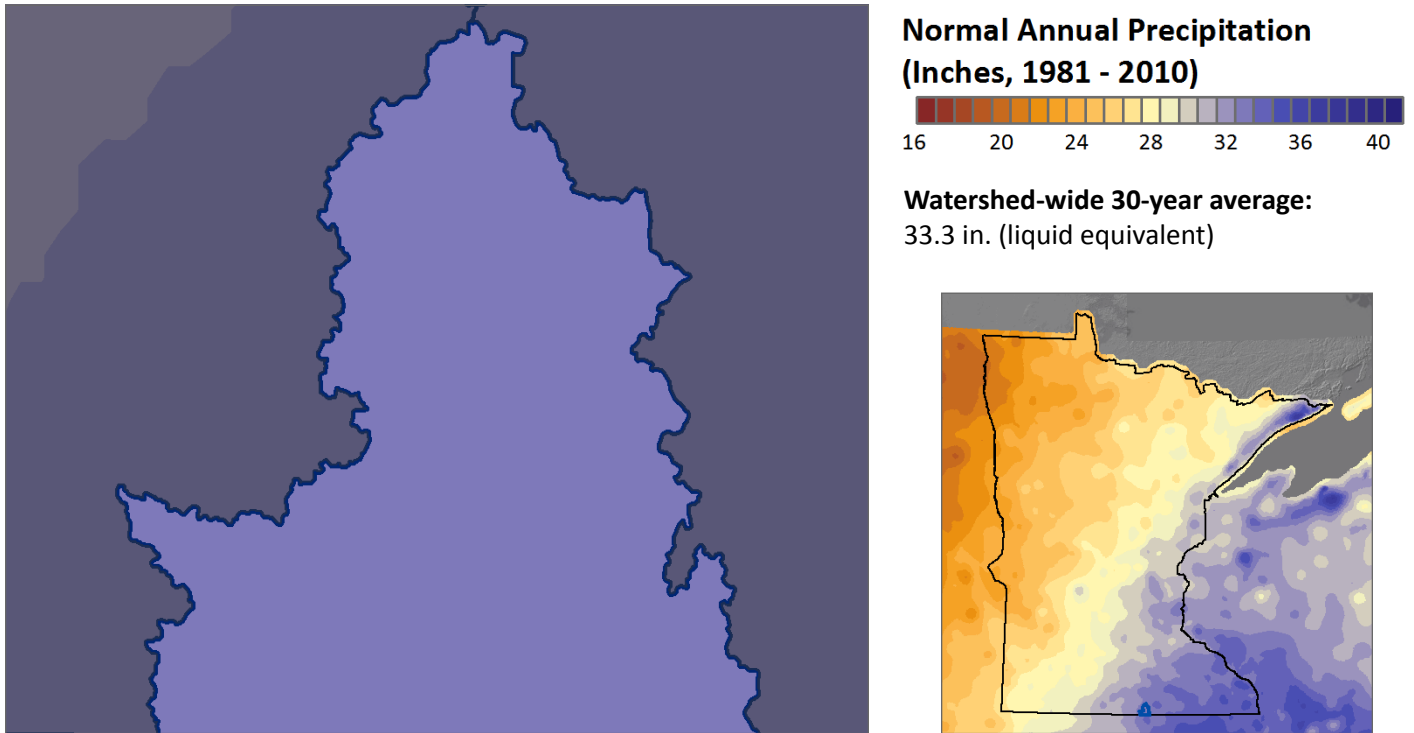 Normal Annual Precipitation
(Inches, 1981 - 2010)
16 20 24 28 32 36 40
Watershed-wide 30-year average:
33.3 in. (liquid equivalent)